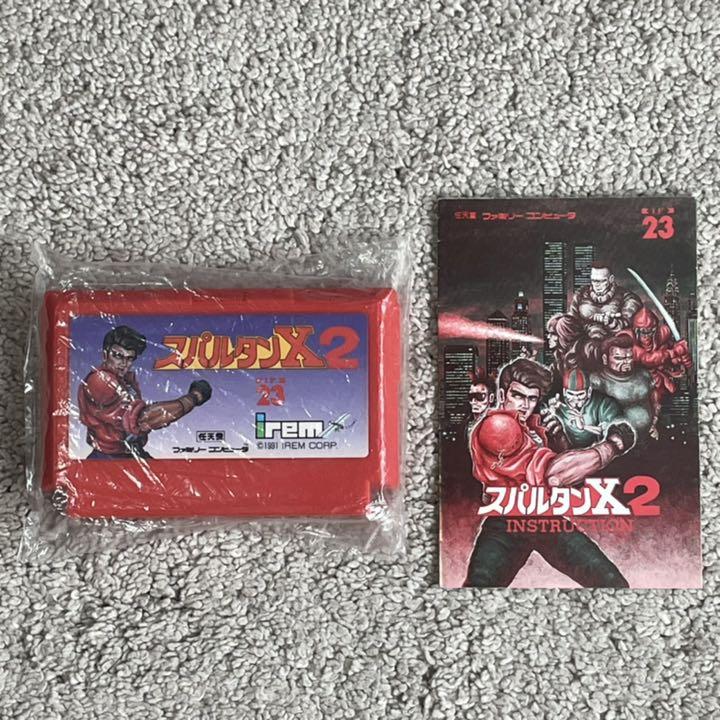 スパルタンX2
23
irem
©1991 IREM CORP.
任天堂
ファミリーコンピュータ
任天堂 ファミリーコンピュータ
23
スパルタンX2
INSTRUCTION